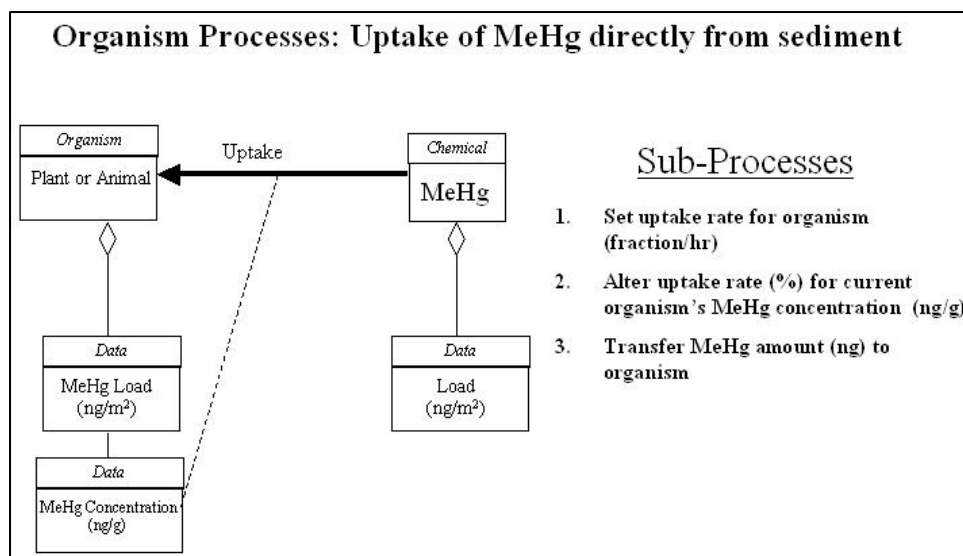 Organism Processes: Uptake of MeHg directly from sediment
Organism
Plant or Animal
Uptake
Chemical
MeHg
Data
MeHg Load
(ng/m²)
Data
MeHg Concentration
(ng/g)
Data
Load
(ng/m²)
Sub-Processes
1. Set uptake rate for organism
(fraction/hr)
2. Alter uptake rate (%) for current
organism's MeHg concentration (ng/g)
3. Transfer MeHg amount (ng) to
organism